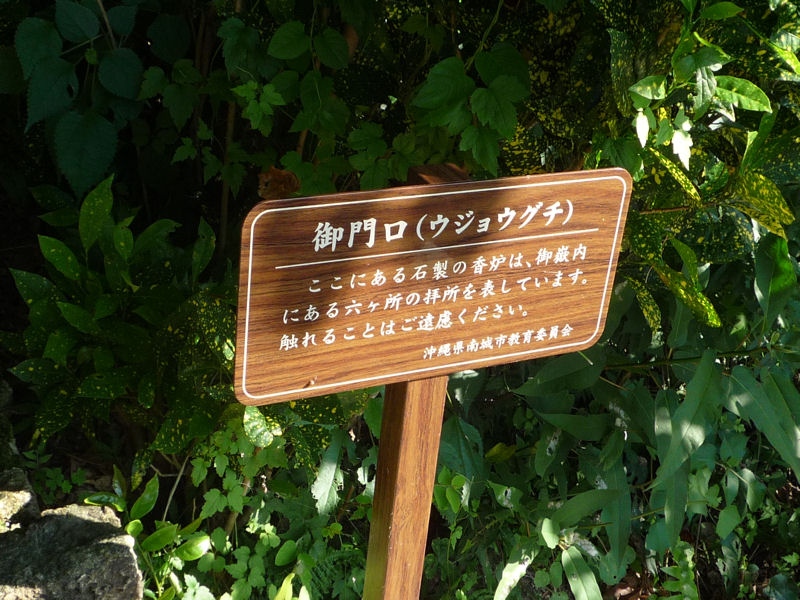 御門口(ウジョウグチ)
ここにある石製の香炉は、御嶽内
にある六ヶ所の拝所を表しています。
触れることはご遠慮ください。
沖縄県南城市教育委員会